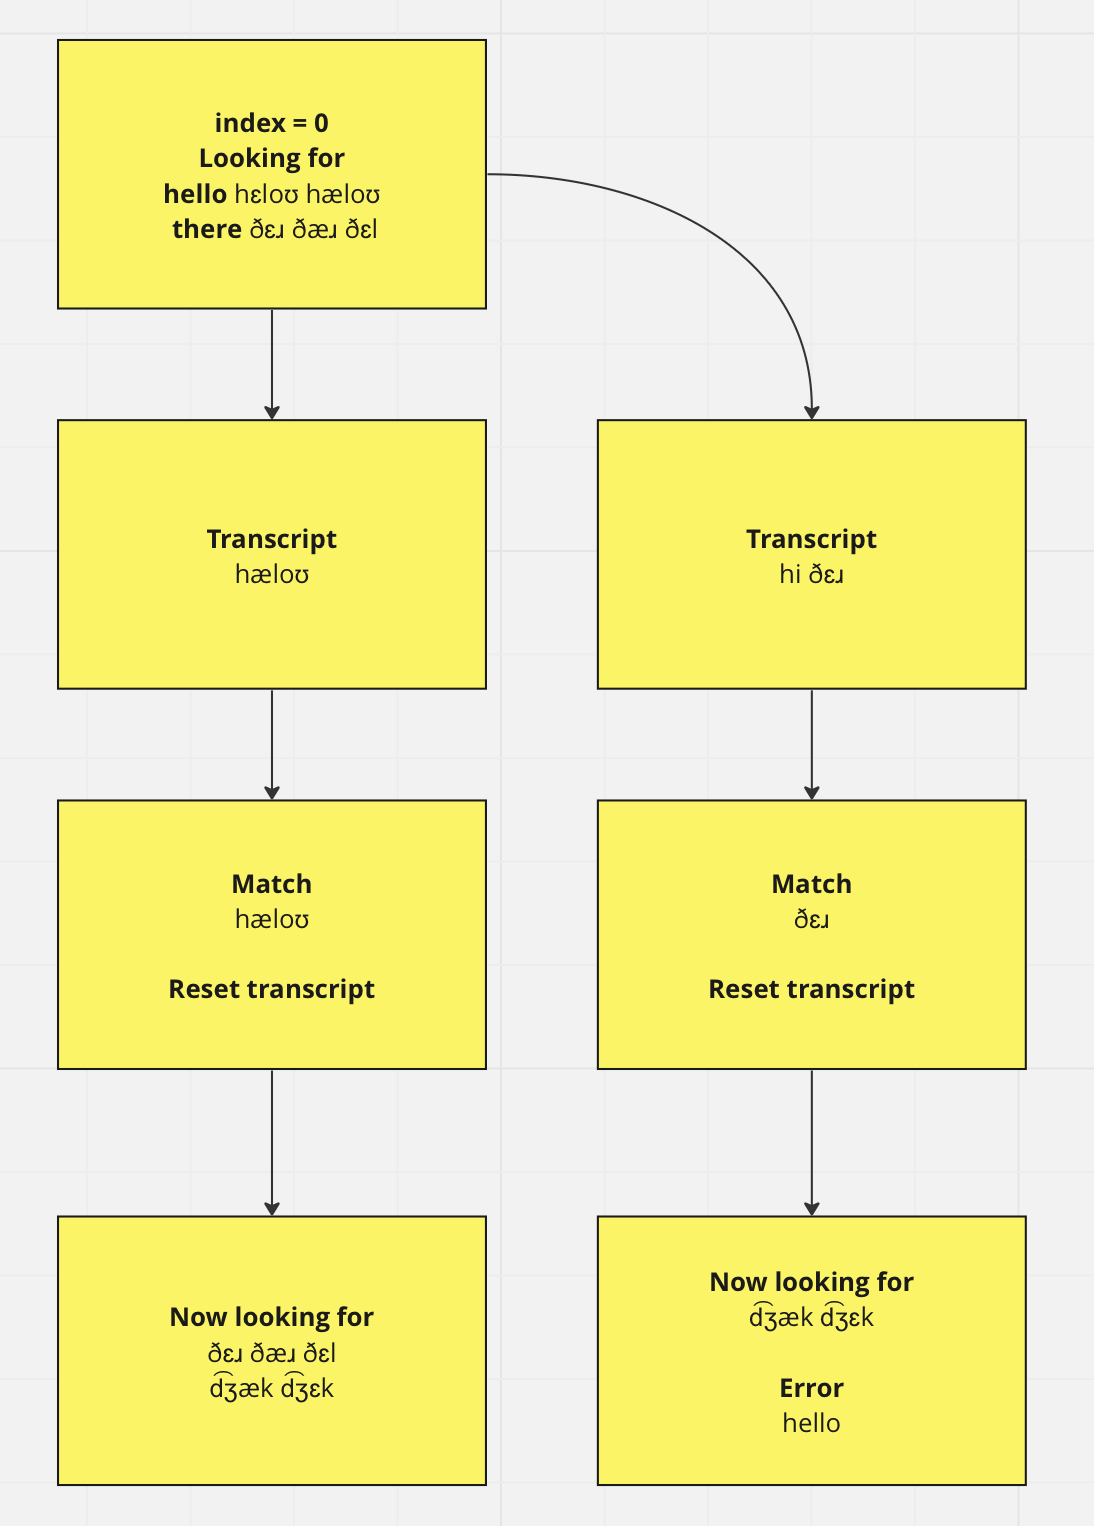 index = 0
Looking for
hello hɛloʊ hæloʊ
there ðɛɹ ðæɹ ðɛl
Transcript
hæloʊ
Transcript
hi ðɛɹ
Match
hæloʊ
Reset transcript
Match
ðɛɹ
Reset transcript
Now looking for
ðɛɹ ðæɹ ðɛl
d͡ʒæk d͡ʒɛk
Now looking for
d͡ʒæk d͡ʒɛk
Error
hello